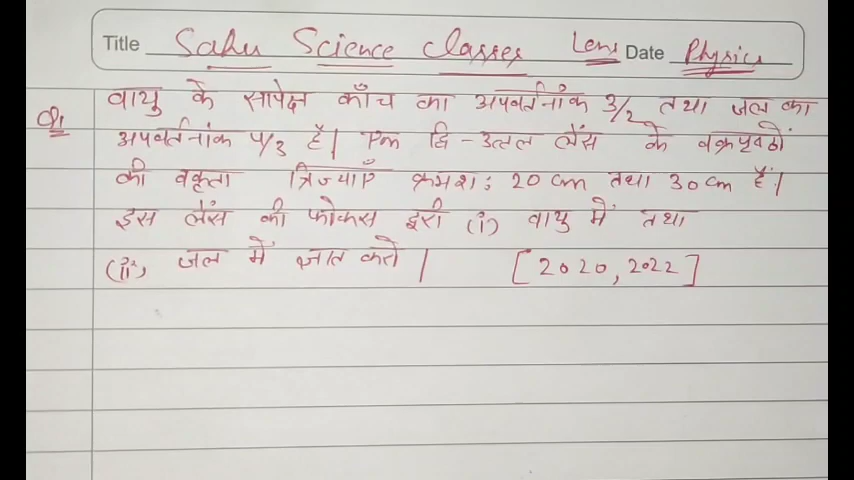 Title Sahu Science classes Lens Date Physics
Q1 वायु के सापेक्ष काँच का अपवर्तनांक 3/2 तथा जल का
अपवर्तनांक 4/3 है। एक द्वि-उत्तल लेंस के वक्रपृष्ठों
की वक्रता त्रिज्याएँ क्रमश: 20 cm तथा 30 cm हैं।
इस लेंस की फोकस दूरी (i) वायु में तथा
(ii) जल में ज्ञात करो। [2020, 2022]